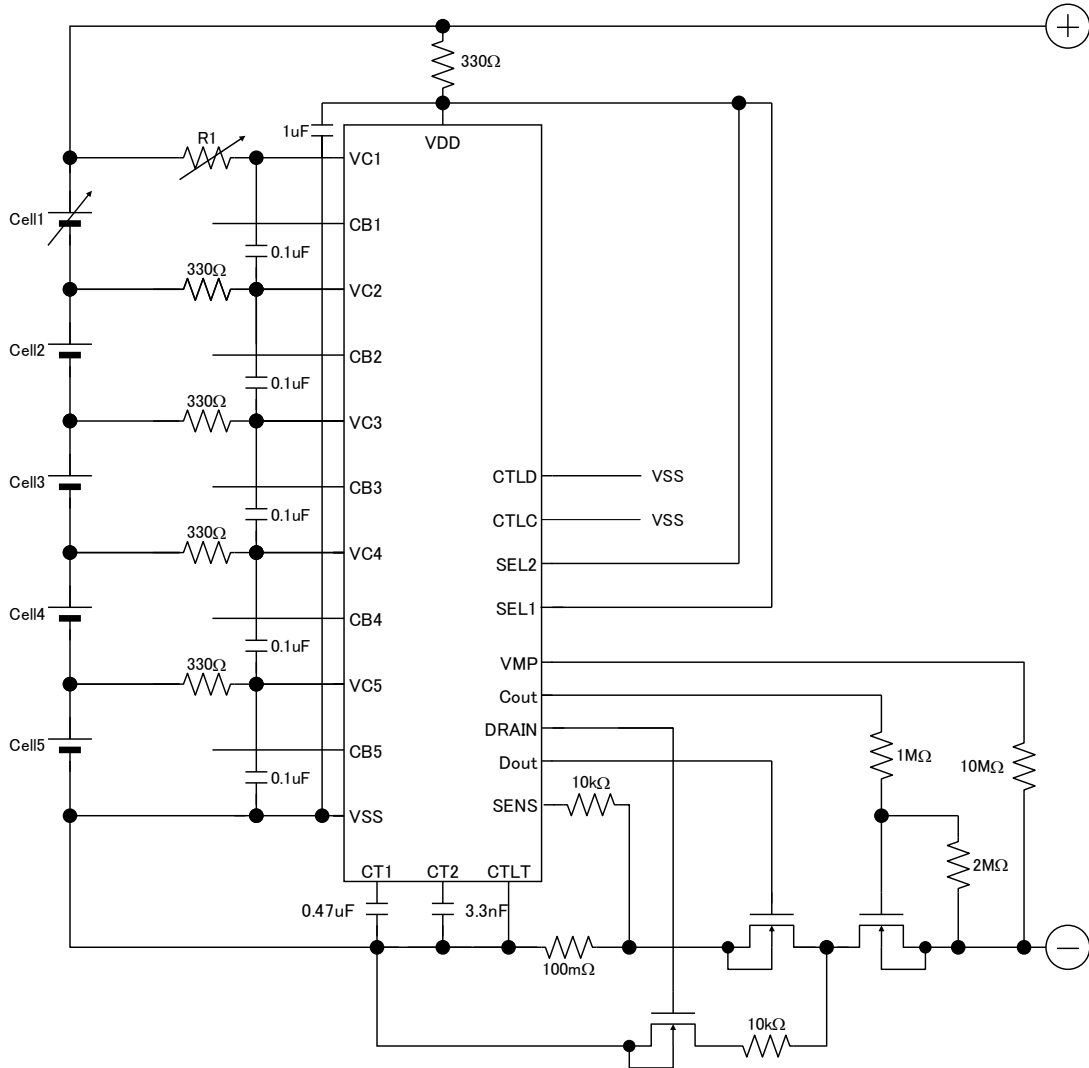 +
330Ω
1uF
VDD
R1
VC1
Cell1
CB1
0.1uF
330Ω
VC2
Cell2
CB2
0.1uF
330Ω
VC3
CTLD
VSS
Cell3
CB3
0.1uF
CTLC
VSS
330Ω
VC4
SEL2
SEL1
Cell4
CB4
0.1uF
330Ω
VMP
VC5
Cout
DRAIN
Cell5
CB5
1MΩ
10MΩ
Dout
0.1uF
10kΩ
SENS
VSS
CT1
CT2
CTLT
2MΩ
0.47uF
3.3nF
100mΩ
−
10kΩ